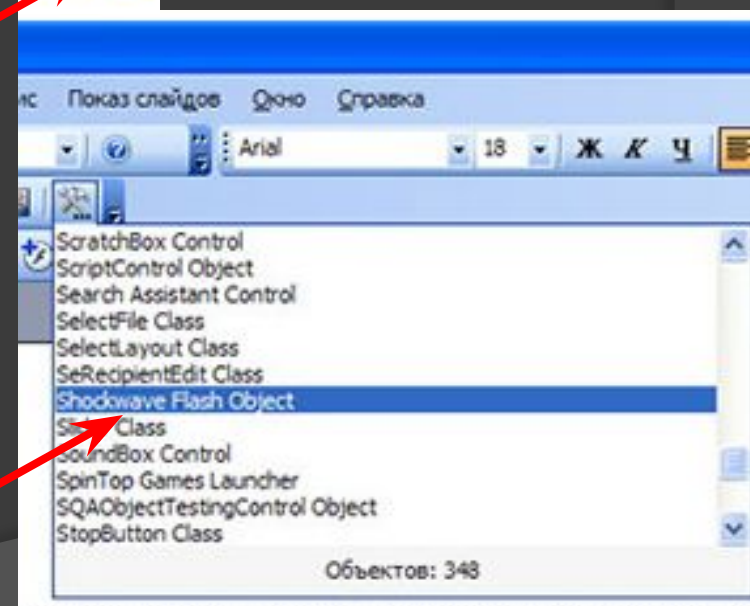 ис Показ слайдов Окно Справка
Arial 18 Ж К Ч
ScratchBox Control
ScriptControl Object
Search Assistant Control
SelectFile Class
SelectLayout Class
SeRecipientEdit Class
Shockwave Flash Object
Class
SoundBox Control
SpinTop Games Launcher
SQAObjectTestingControl Object
StopButton Class
Объектов: 348